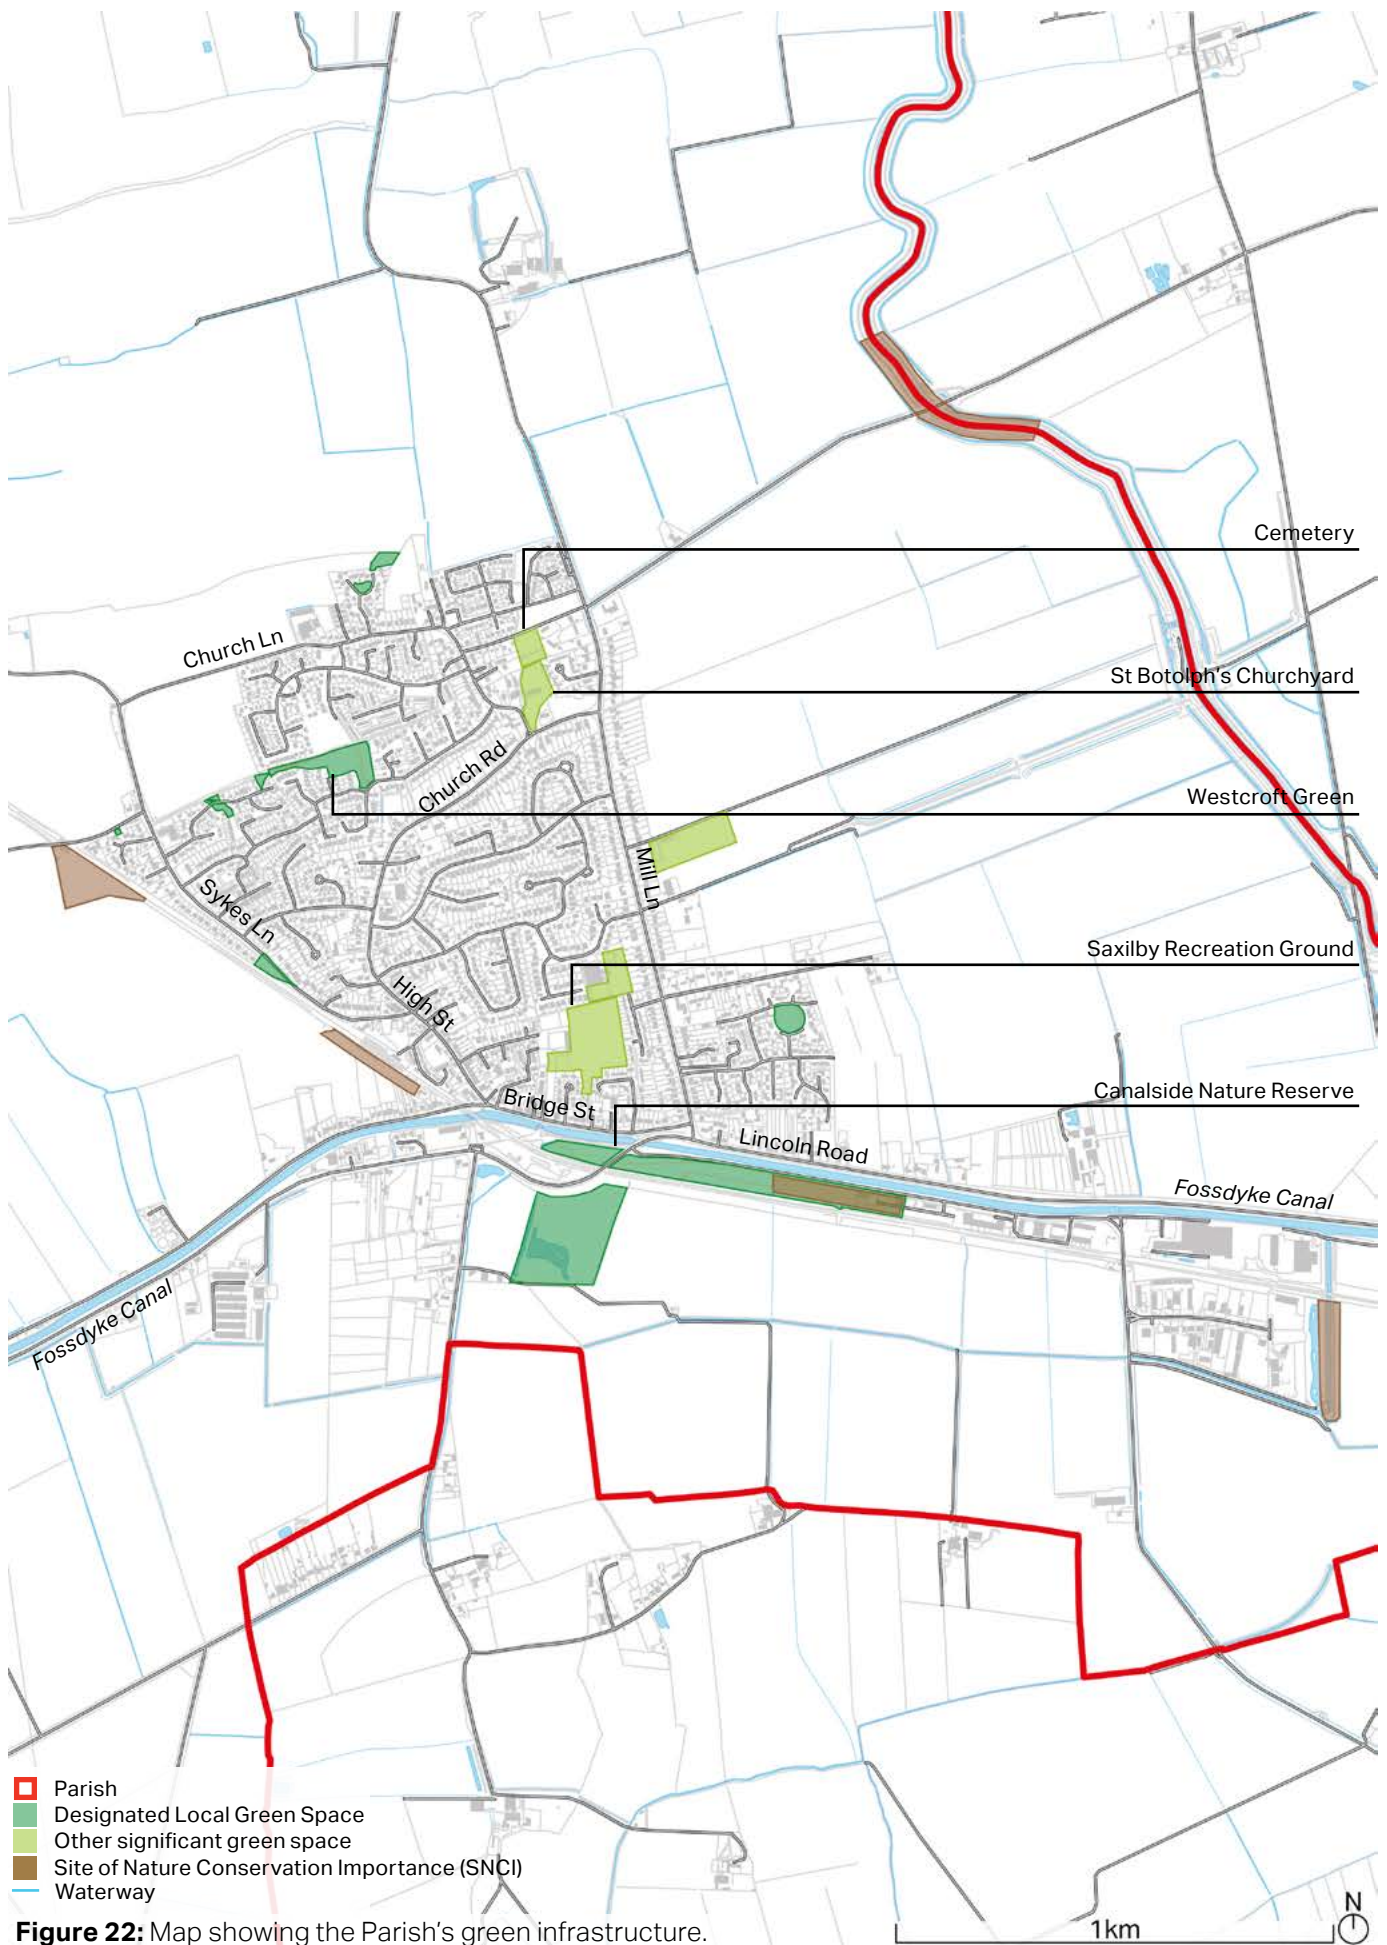 Cemetery
Church Ln
St Botolph's Churchyard
Church Rd
Westcroft Green
Mill Ln
Sykes Ln
Saxilby Recreation Ground
High St
Canalside Nature Reserve
Bridge St
Lincoln Road
Fossdyke Canal
Fossdyke Canal
Parish
Designated Local Green Space
Other significant green space
Site of Nature Conservation Importance (SNCI)
Waterway
N
1km
Figure 22: Map showing the Parish's green infrastructure.